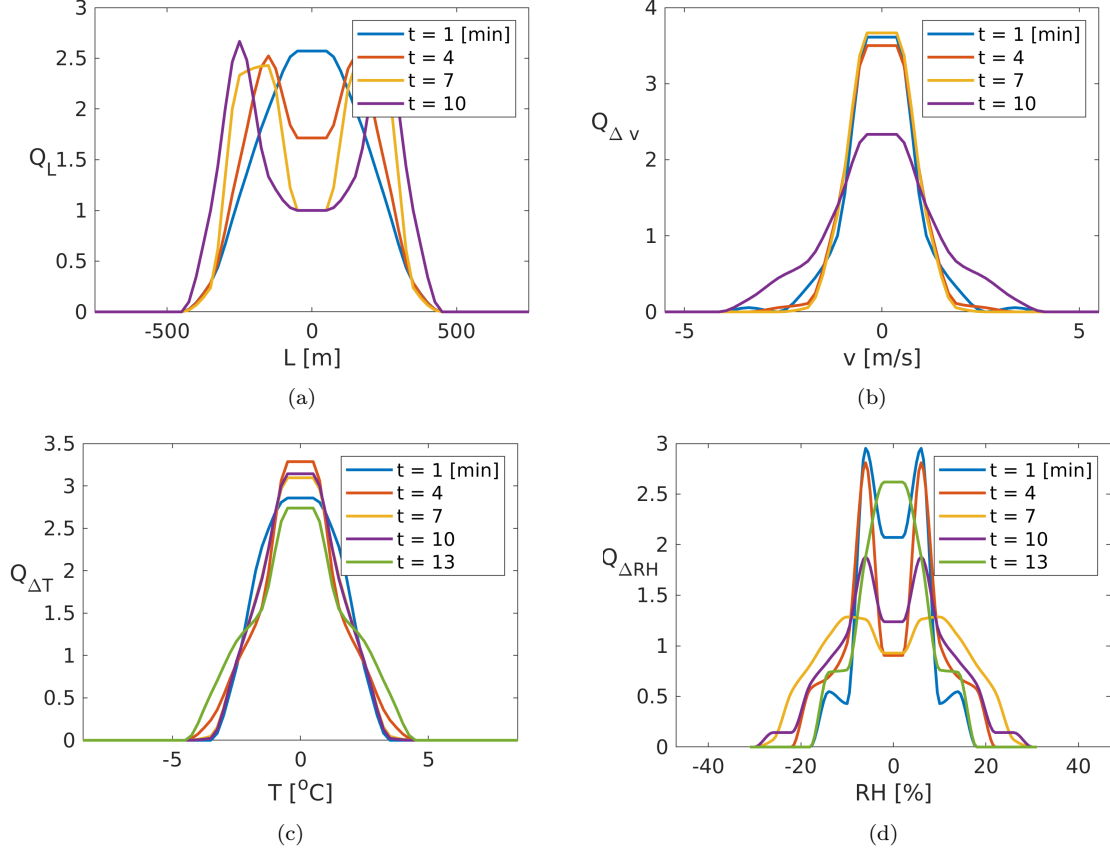 3
2.5
2
1.5
1
0.5
0
Q_L
-500
0
500
L [m]
t = 1 [min]
t = 4
t = 7
t = 10
(a)
4
3
2
1
0
Q_Δ v
-5
0
5
v [m/s]
t = 1 [min]
t = 4
t = 7
t = 10
(b)
3.5
3
2.5
2
1.5
1
0.5
0
Q_ΔT
-5
0
5
T [°C]
t = 1 [min]
t = 4
t = 7
t = 10
t = 13
(c)
3
2.5
2
1.5
1
0.5
0
Q_ΔRH
-40
-20
0
20
40
RH [%]
t = 1 [min]
t = 4
t = 7
t = 10
t = 13
(d)